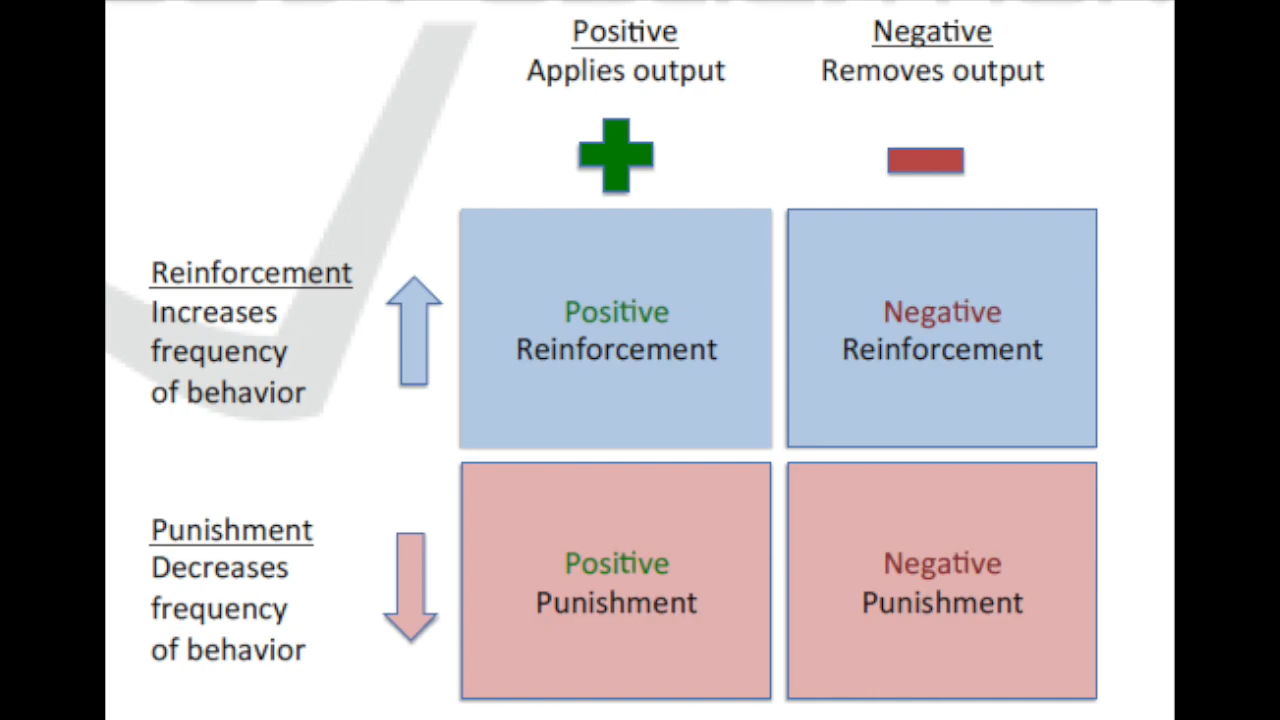 Positive
Applies output
Negative
Removes output
Reinforcement
Increases
frequency
of behavior
Positive
Reinforcement
Negative
Reinforcement
Punishment
Decreases
frequency
of behavior
Positive
Punishment
Negative
Punishment